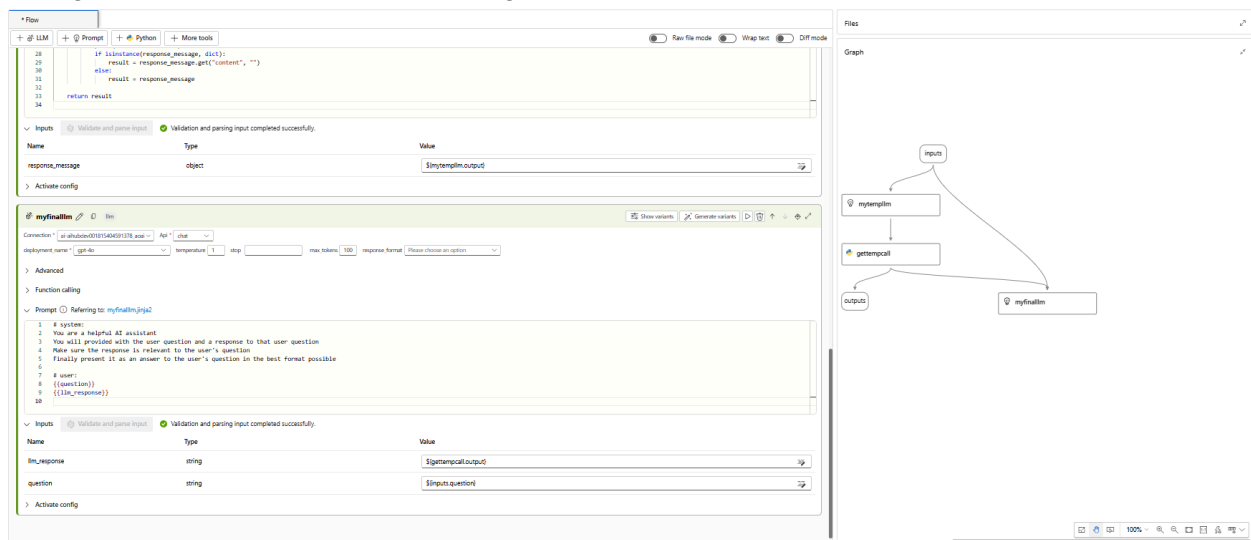 * Flow
+ LLM
+ Prompt
+ Python
+ More tools
Raw file mode
Wrap text
Diff mode
28 if isinstance(response_message, dict):
29 result = response_message.get("content", "")
30 else:
31 result = response_message
32
33 return result
34
Inputs
Validate and parse input
Validation and parsing input completed successfully.
Name Type Value
response_message object ${mytempllm.output}
Activate config
myfinalllm
llm
Show variants
Generate variants
Connection * ai-aihubdev001815404591378_aoai Api * chat
deployment_name * gpt-4o temperature 1 stop max_tokens 100 response_format Please choose an option
Advanced
Function calling
Prompt Referring to: myfinalllm.jinja2
1 # system:
2 You are a helpful AI assistant
3 You will provided with the user question and a response to that user question
4 Make sure the response is relevant to the user's question
5 Finally present it as an answer to the user's question in the best format possible
6
7 # user:
8 {{question}}
9 {{llm_response}}
10
Inputs
Validate and parse input
Validation and parsing input completed successfully.
Name Type Value
llm_response string ${gettempcall.output}
question string ${inputs.question}
Activate config
Files
Graph
inputs
mytempllm
gettempcall
outputs
myfinalllm
100%